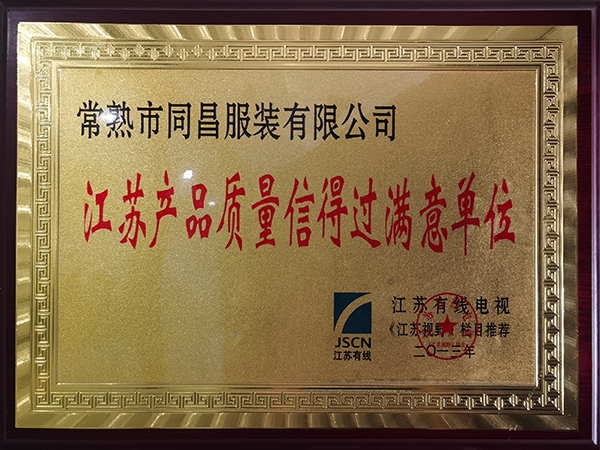 常熟市同昌服装有限公司
江苏产品质量信得过满意单位
JSCN
江苏有线
江苏有线电视
《江苏视野》栏目推荐
二〇一三年